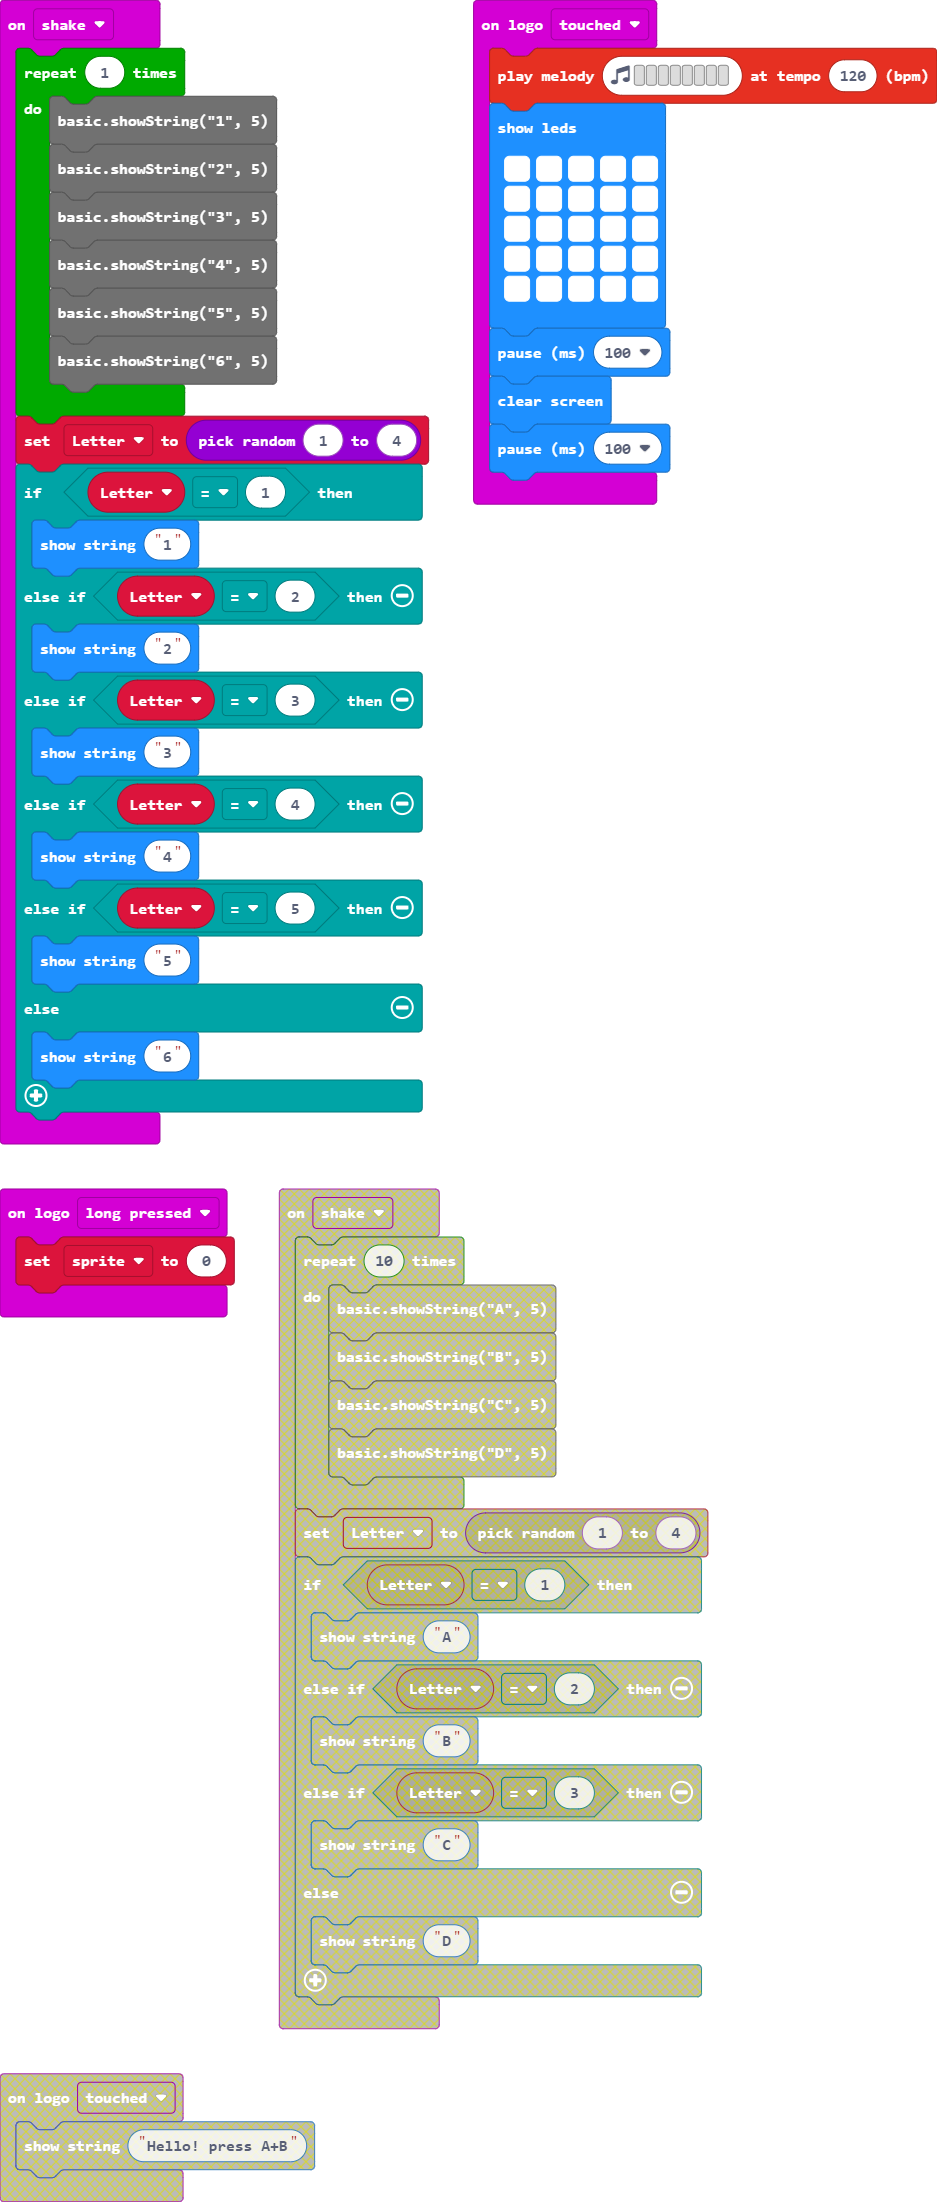 on shake
repeat 1 times
do
basic.showString("1", 5)
basic.showString("2", 5)
basic.showString("3", 5)
basic.showString("4", 5)
basic.showString("5", 5)
basic.showString("6", 5)
set Letter to pick random 1 to 4
if Letter = 1 then
show string "1"
else if Letter = 2 then
show string "2"
else if Letter = 3 then
show string "3"
else if Letter = 4 then
show string "4"
else if Letter = 5 then
show string "5"
else
show string "6"
on logo touched
play melody at tempo 120 (bpm)
show leds
pause (ms) 100
clear screen
pause (ms) 100
on logo long pressed
set sprite to 0
on shake
repeat 10 times
do
basic.showString("A", 5)
basic.showString("B", 5)
basic.showString("C", 5)
basic.showString("D", 5)
set Letter to pick random 1 to 4
if Letter = 1 then
show string "A"
else if Letter = 2 then
show string "B"
else if Letter = 3 then
show string "C"
else
show string "D"
on logo touched
show string "Hello! press A+B"